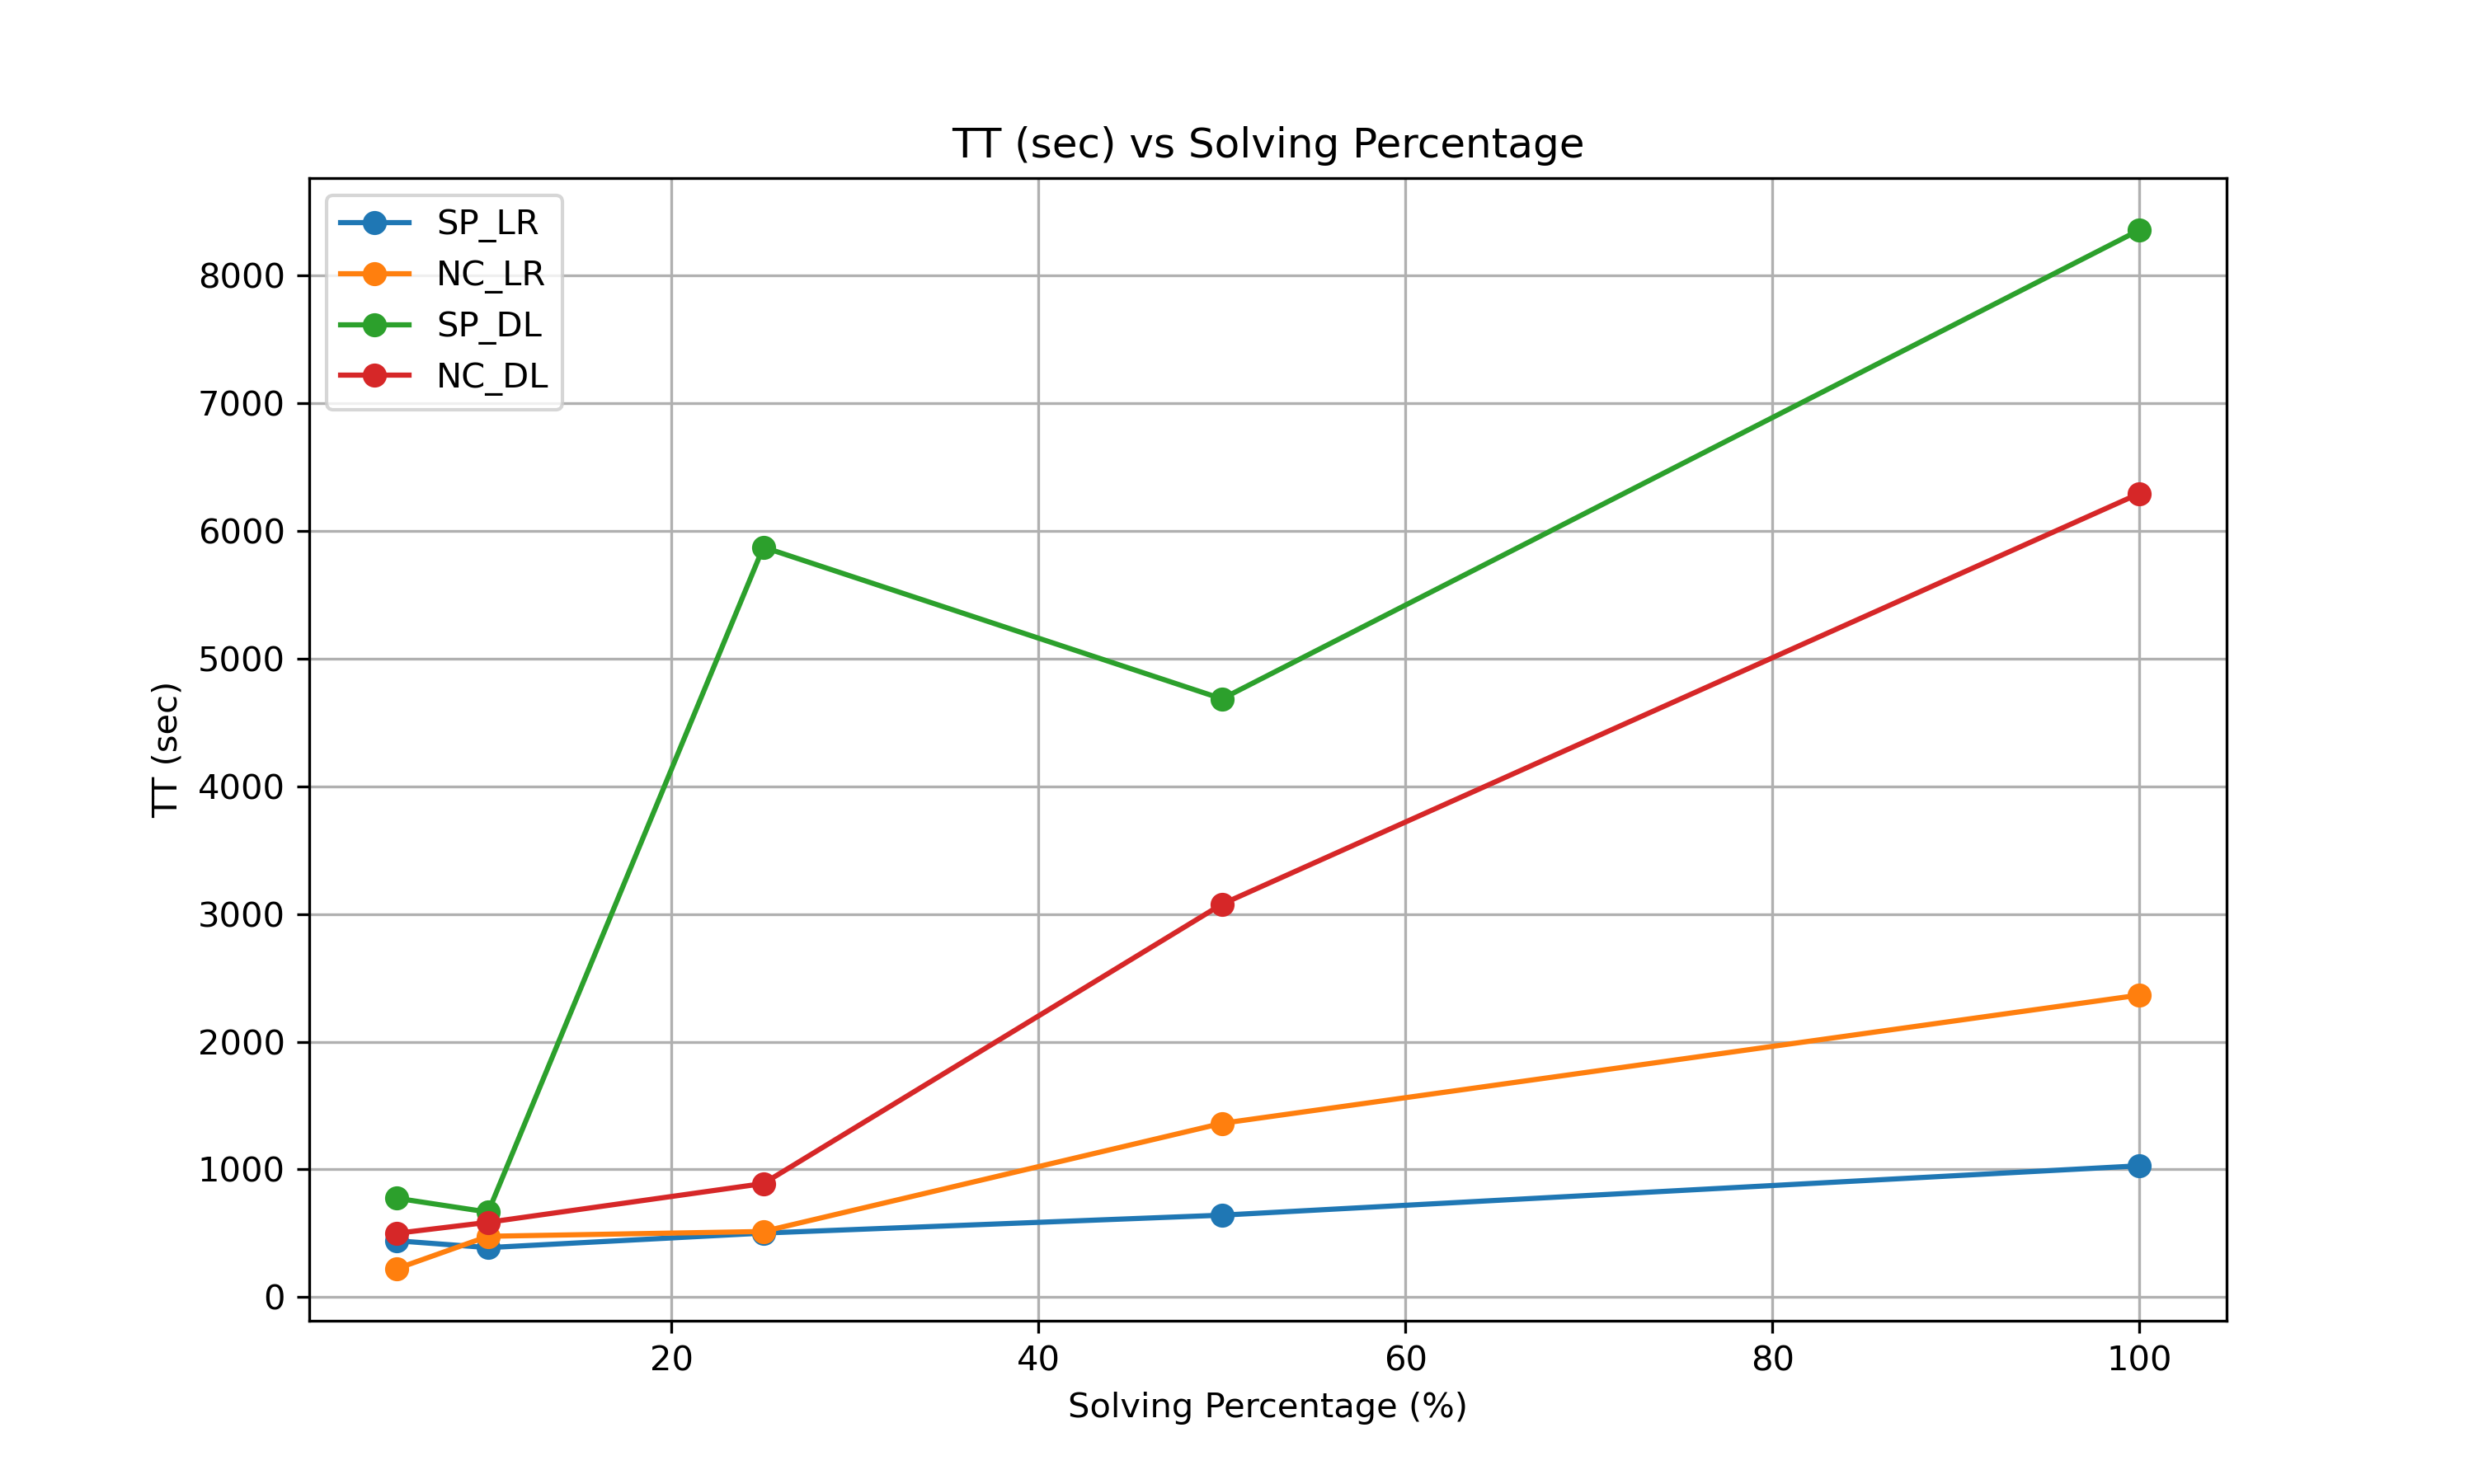 TT (sec) vs Solving Percentage
SP_LR
NC_LR
SP_DL
NC_DL
8000
7000
6000
5000
4000
3000
2000
1000
0
TT (sec)
20 40 60 80 100
Solving Percentage (%)